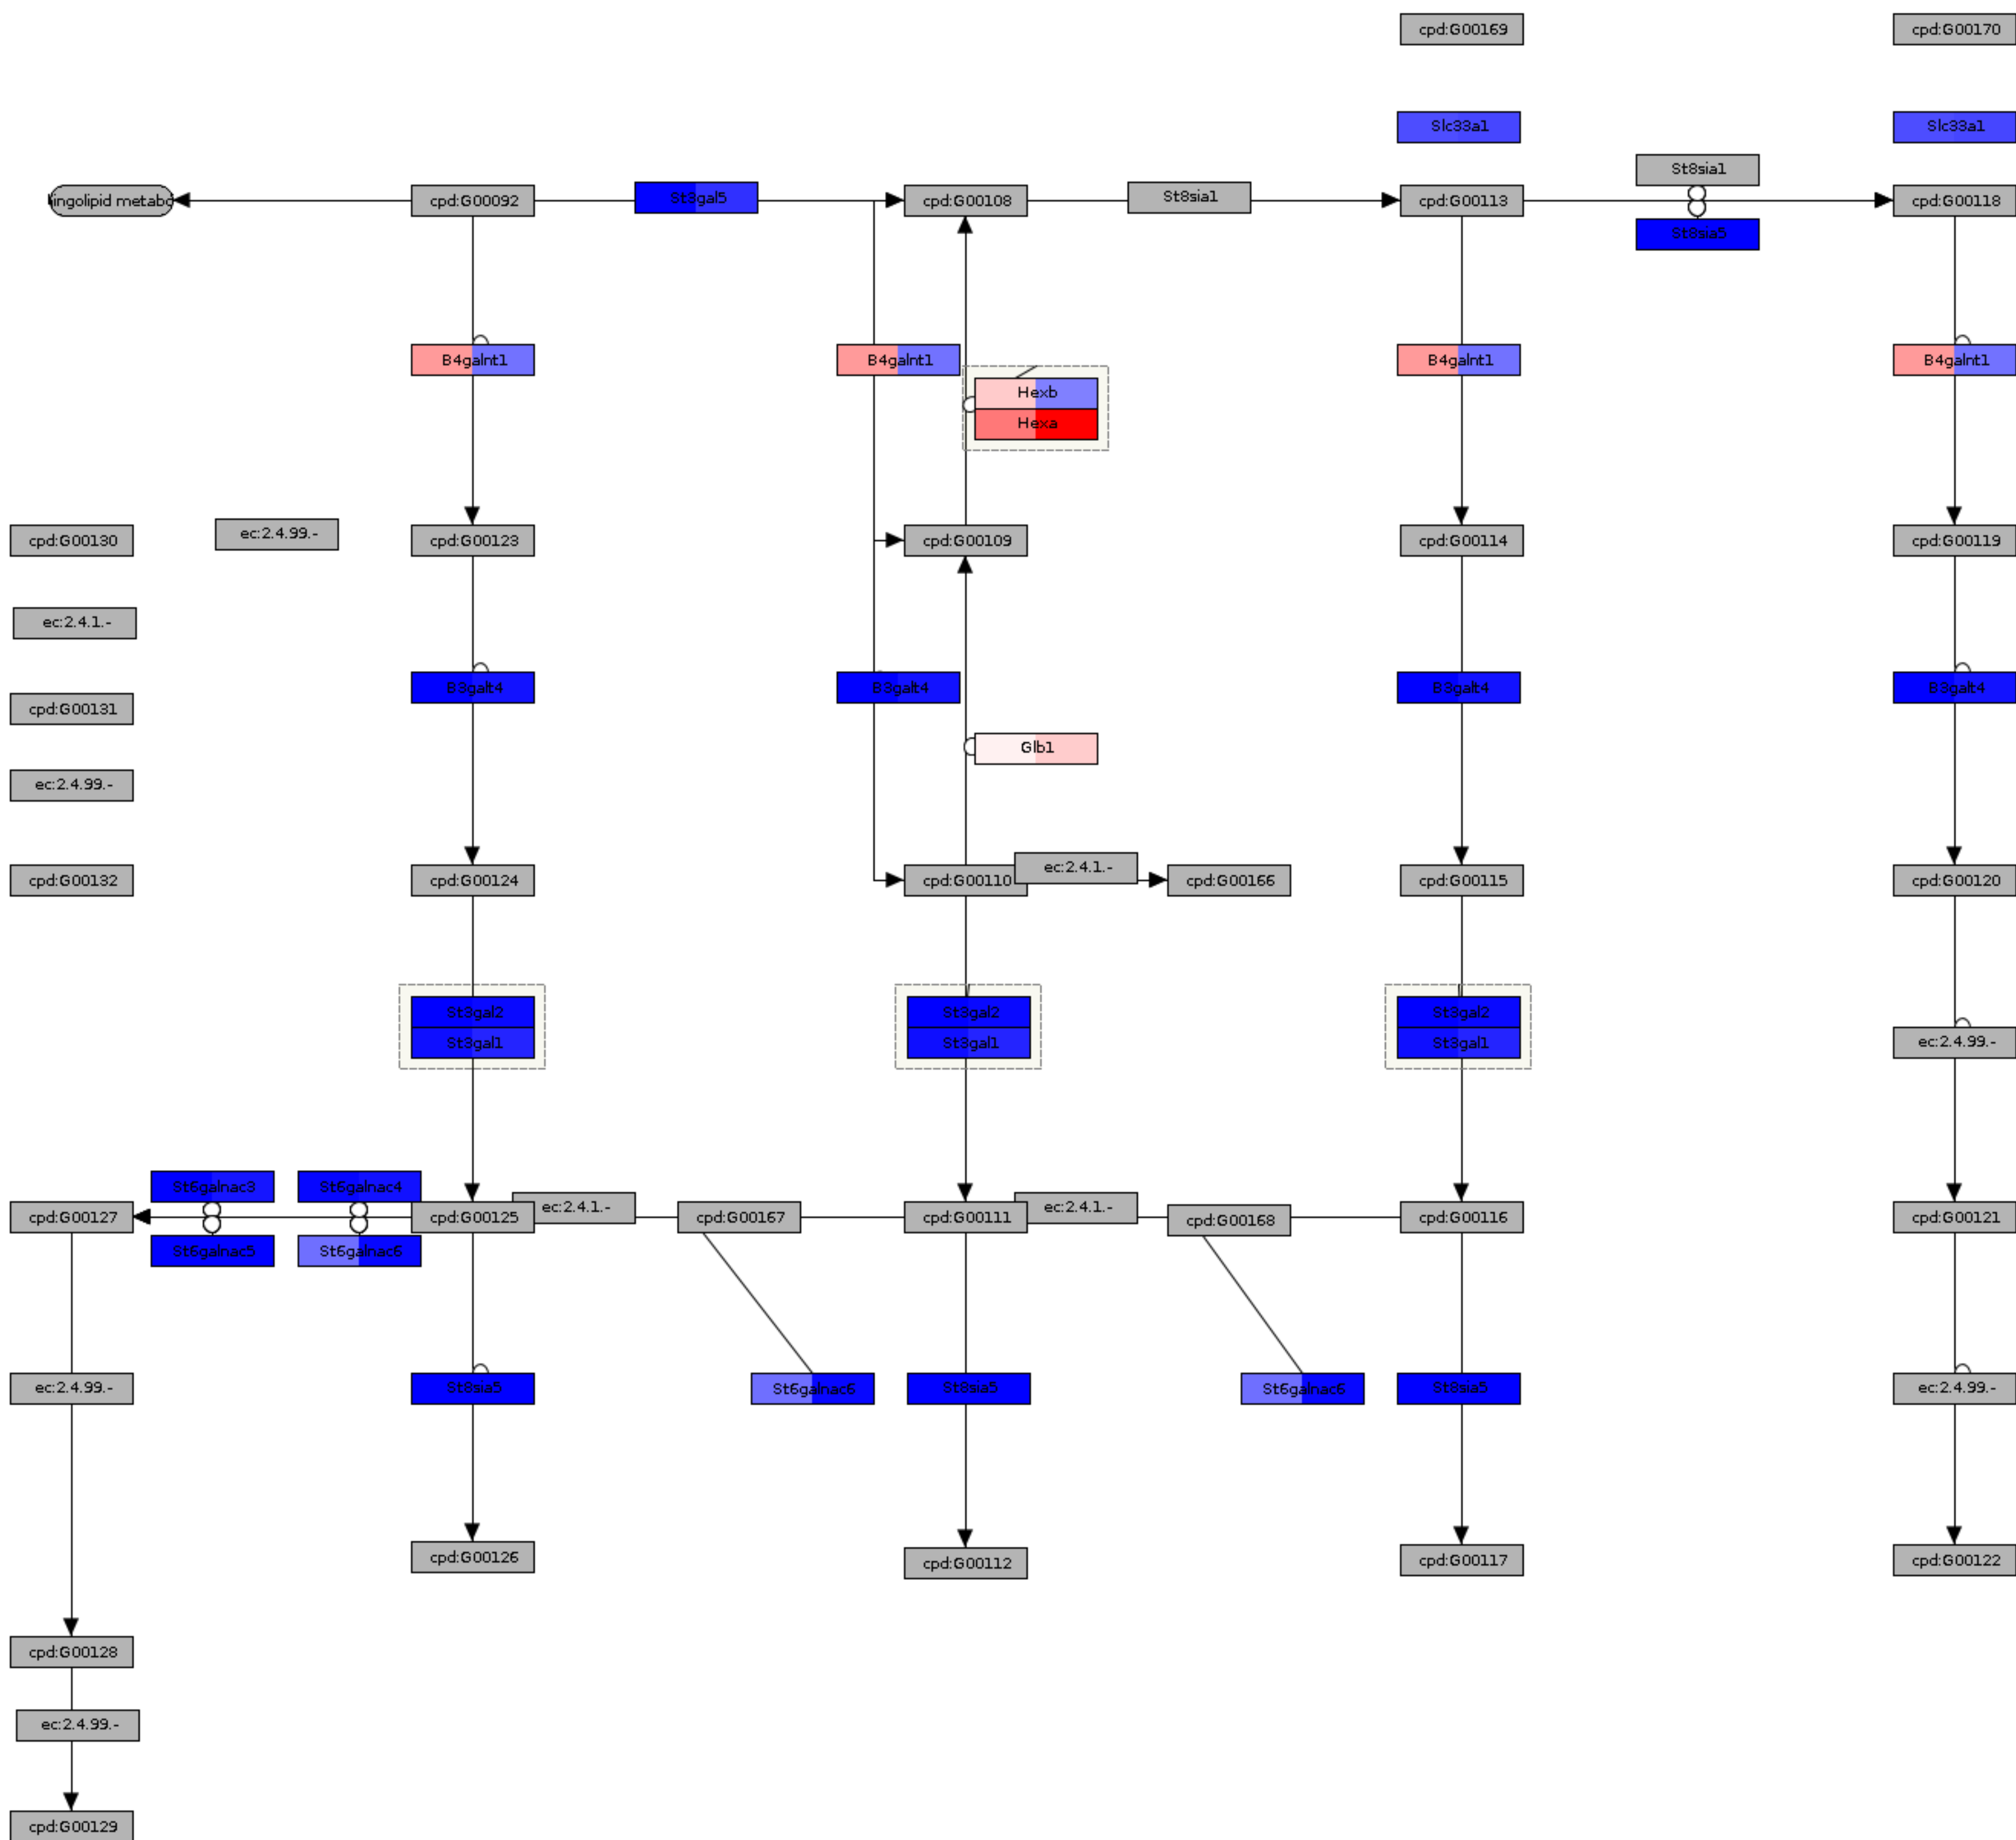 cpd:G00169
cpd:G00170
Slc33a1
Slc33a1
St8sia1
ingolipid metabo
cpd:G00092
St3gal5
cpd:G00108
St8sia1
cpd:G00113
cpd:G00118
St8sia5
B4galnt1
B4galnt1
B4galnt1
B4galnt1
Hexb
Hexa
cpd:G00130
ec:2.4.99.-
cpd:G00123
cpd:G00109
cpd:G00114
cpd:G00119
ec:2.4.1.-
B3galt4
B3galt4
B3galt4
B3galt4
cpd:G00131
Glb1
ec:2.4.99.-
cpd:G00132
cpd:G00124
cpd:G00110
ec:2.4.1.-
cpd:G00166
cpd:G00115
cpd:G00120
St3gal2
St3gal2
St3gal2
St3gal1
St3gal1
St3gal1
ec:2.4.99.-
St6galnac3
St6galnac4
cpd:G00127
cpd:G00125
ec:2.4.1.-
cpd:G00167
cpd:G00111
ec:2.4.1.-
cpd:G00168
cpd:G00116
cpd:G00121
St6galnac5
St6galnac6
ec:2.4.99.-
St8sia5
St6galnac6
St8sia5
St6galnac6
St8sia5
ec:2.4.99.-
cpd:G00126
cpd:G00112
cpd:G00117
cpd:G00122
cpd:G00128
ec:2.4.99.-
cpd:G00129